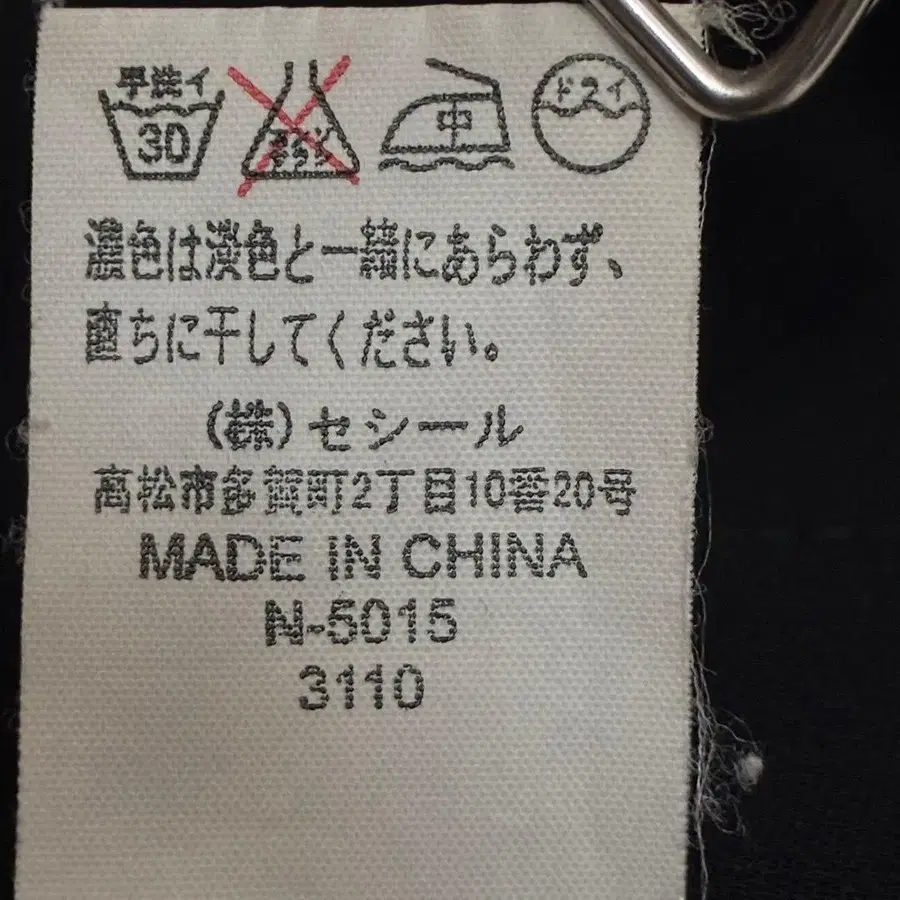 手洗イ 30 エンソサラシ 中 ドライ
濃色は淡色と一緒にあらわず、
直ちに干してください。
(株)セシール
高松市多賀町2丁目10番20号
MADE IN CHINA
N-5015
3110